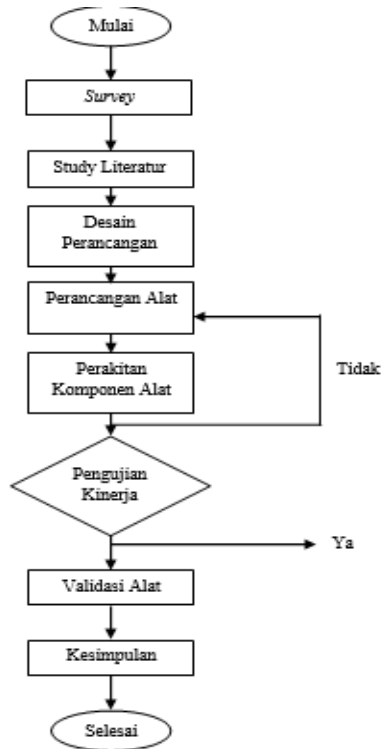 Mulai
Survey
Study Literatur
Desain
Perancangan
Perancangan Alat
Perakitan
Komponen Alat
Tidak
Pengujian
Kinerja
Ya
Validasi Alat
Kesimpulan
Selesai